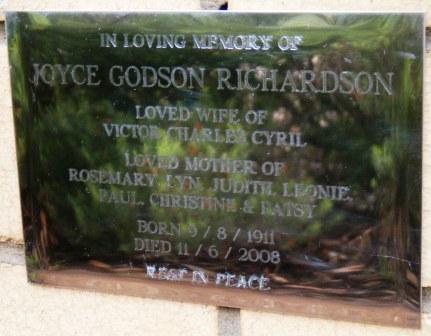 IN LOVING MEMORY OF
JOYCE GODSON RICHARDSON
LOVED WIFE OF
VICTOR CHARLES CYRIL
LOVED MOTHER OF
ROSEMARY, LYN, JUDITH, LEONIE,
PAUL, CHRISTINE & PATSY
BORN 9 / 8 / 1911
DIED 11 / 6 / 2008
REST IN PEACE